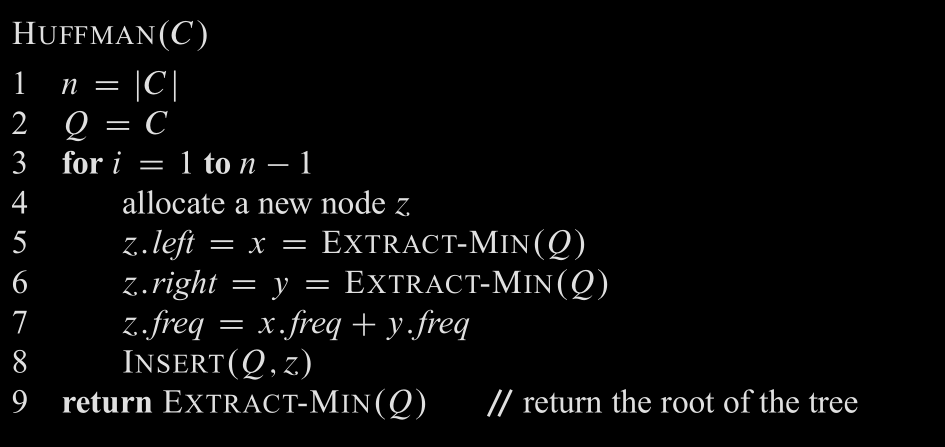 HUFFMAN(C)
1 n = |C|
2 Q = C
3 for i = 1 to n − 1
4 allocate a new node z
5 z.left = x = EXTRACT-MIN(Q)
6 z.right = y = EXTRACT-MIN(Q)
7 z.freq = x.freq + y.freq
8 INSERT(Q, z)
9 return EXTRACT-MIN(Q) // return the root of the tree